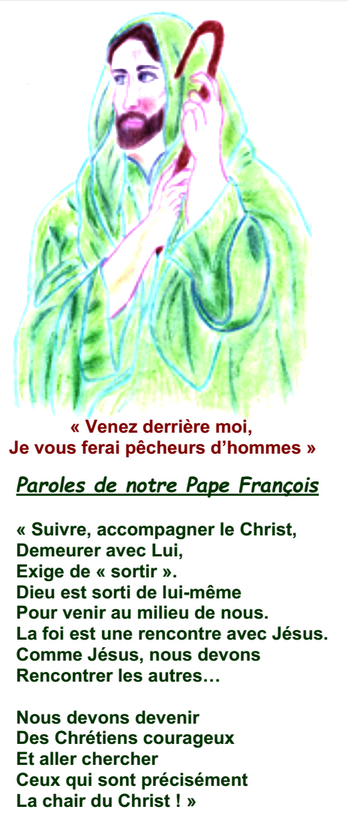 « Venez derrière moi,
Je vous ferai pêcheurs d’hommes »
Paroles de notre Pape François
« Suivre, accompagner le Christ,
Demeurer avec Lui,
Exige de « sortir ».
Dieu est sorti de lui-même
Pour venir au milieu de nous.
La foi est une rencontre avec Jésus.
Comme Jésus, nous devons
Rencontrer les autres…
Nous devons devenir
Des Chrétiens courageux
Et aller chercher
Ceux qui sont précisément
La chair du Christ ! »